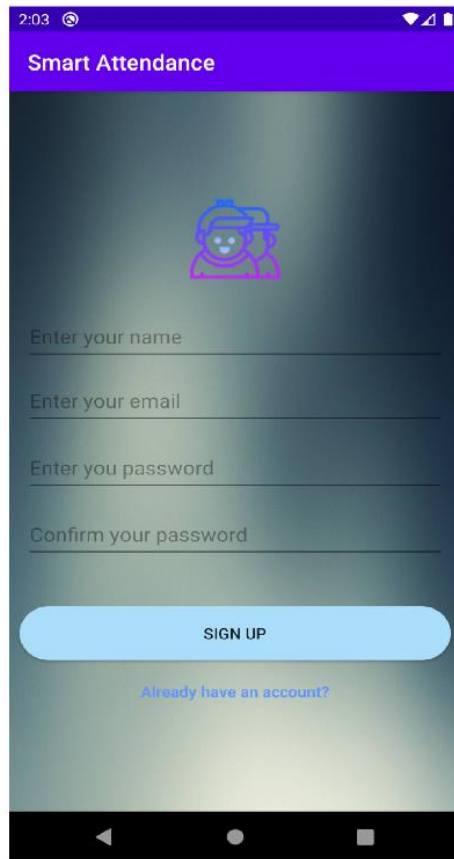 2:03
Smart Attendance
Enter your name
Enter your email
Enter you password
Confirm your password
SIGN UP
Already have an account?